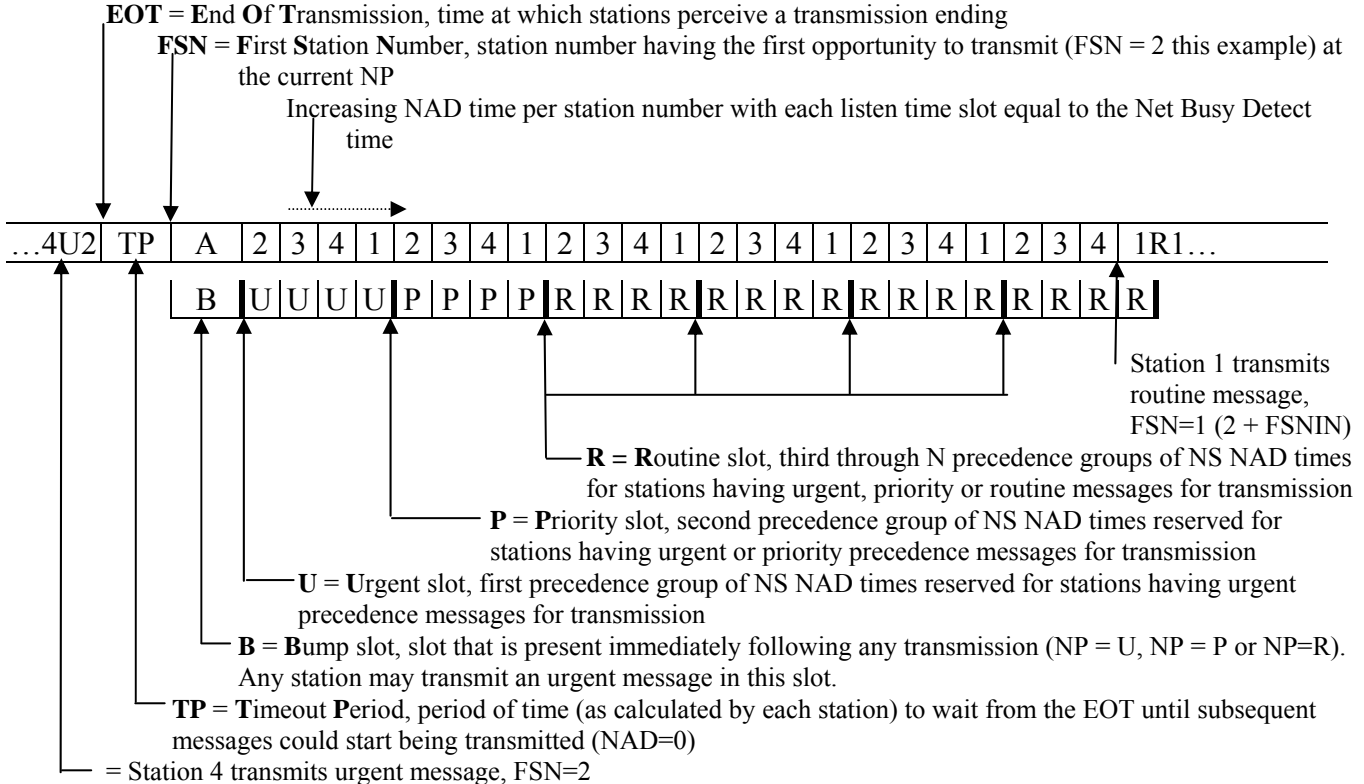 EOT = End Of Transmission, time at which stations perceive a transmission ending
FSN = First Station Number, station number having the first opportunity to transmit (FSN = 2 this example) at
the current NP
Increasing NAD time per station number with each listen time slot equal to the Net Busy Detect
time
…4U2 TP A 2 3 4 1 2 3 4 1 2 3 4 1 2 3 4 1 2 3 4 1 2 3 4 1R1…
B U U U U P P P P R R R R R R R R R R R R R R R R
Station 1 transmits
routine message,
FSN=1 (2 + FSNIN)
R = Routine slot, third through N precedence groups of NS NAD times
for stations having urgent, priority or routine messages for transmission
P = Priority slot, second precedence group of NS NAD times reserved for
stations having urgent or priority precedence messages for transmission
U = Urgent slot, first precedence group of NS NAD times reserved for stations having urgent
precedence messages for transmission
B = Bump slot, slot that is present immediately following any transmission (NP = U, NP = P or NP=R).
Any station may transmit an urgent message in this slot.
TP = Timeout Period, period of time (as calculated by each station) to wait from the EOT until subsequent
messages could start being transmitted (NAD=0)
= Station 4 transmits urgent message, FSN=2